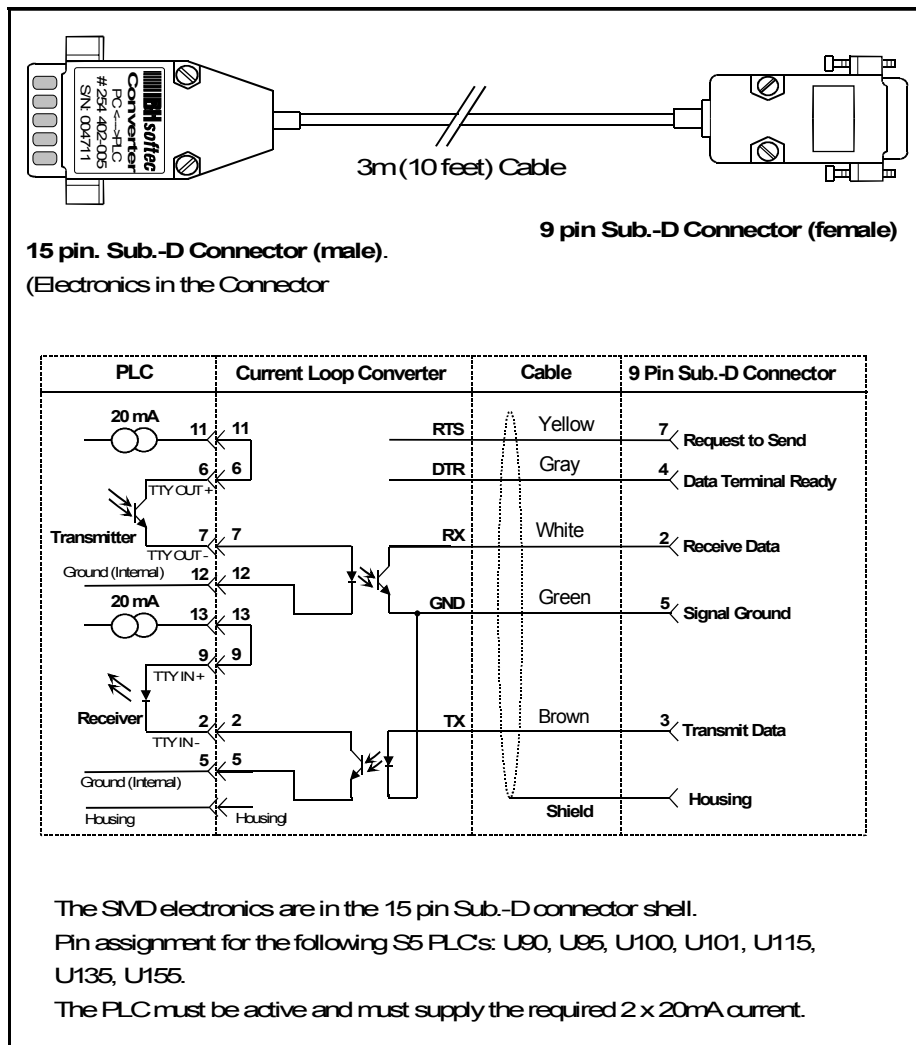 IBHsoftec
Converter
PC <--->PLC
# 254 402-005
S/N: 004711
3m (10 feet) Cable
9 pin Sub.-D Connector (female)
15 pin. Sub.-D Connector (male).
(Electronics in the Connector
PLC Current Loop Converter Cable 9 Pin Sub.-D Connector
20 mA
11 11 RTS Yellow 7 Request to Send
6 6 DTR Gray 4 Data Terminal Ready
TTY OUT +
Transmitter 7 7 RX White 2 Receive Data
TTY OUT -
Ground (Internal) 12 12
20 mA GND Green 5 Signal Ground
13 13
9 9
TTY IN +
Receiver 2 2 TX Brown 3 Transmit Data
TTY IN -
5 5
Ground (Internal)
Housing Housingl Shield Housing
The SMD electronics are in the 15 pin Sub.-D connector shell.
Pin assignment for the following S5 PLC's: U90, U95, U100, U101, U115,
U135, U155.
The PLC must be active and must supply the required 2 x 20mA current.